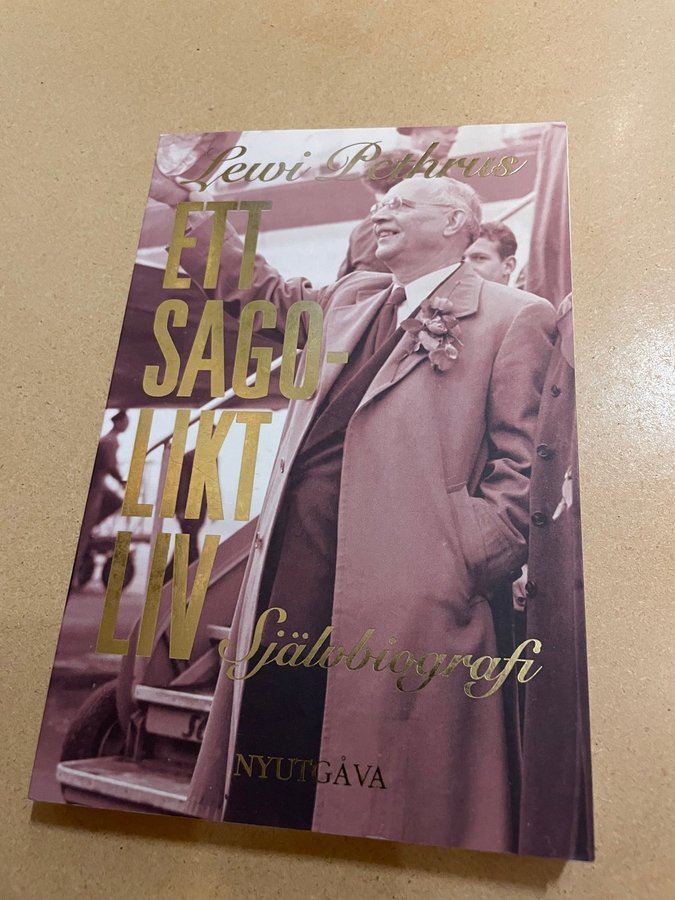 Lewi Pethrus
ETT
SAGO-
LIKT
LIV
Självbiografi
NYUTGÅVA